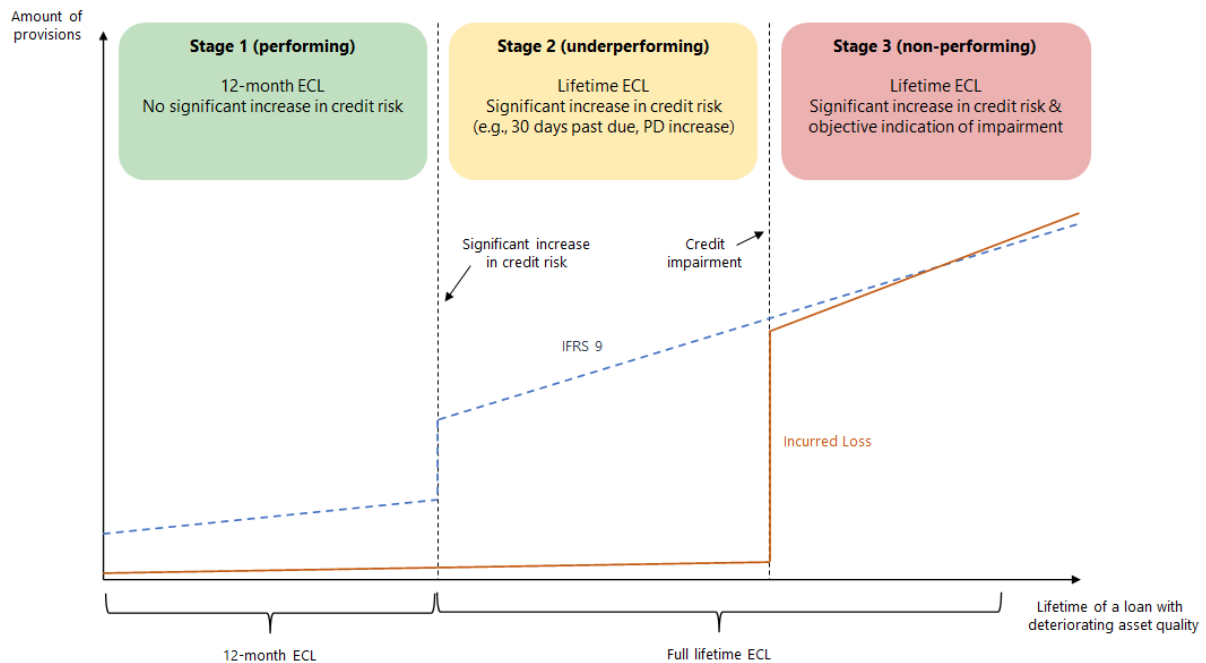 Amount of
provisions
Stage 1 (performing)
12-month ECL
No significant increase in credit risk
Stage 2 (underperforming)
Lifetime ECL
Significant increase in credit risk
(e.g., 30 days past due, PD increase)
Stage 3 (non-performing)
Lifetime ECL
Significant increase in credit risk &
objective indication of impairment
Significant increase
in credit risk
Credit
impairment
IFRS 9
Incurred Loss
Lifetime of a loan with
deteriorating asset quality
12-month ECL
Full lifetime ECL